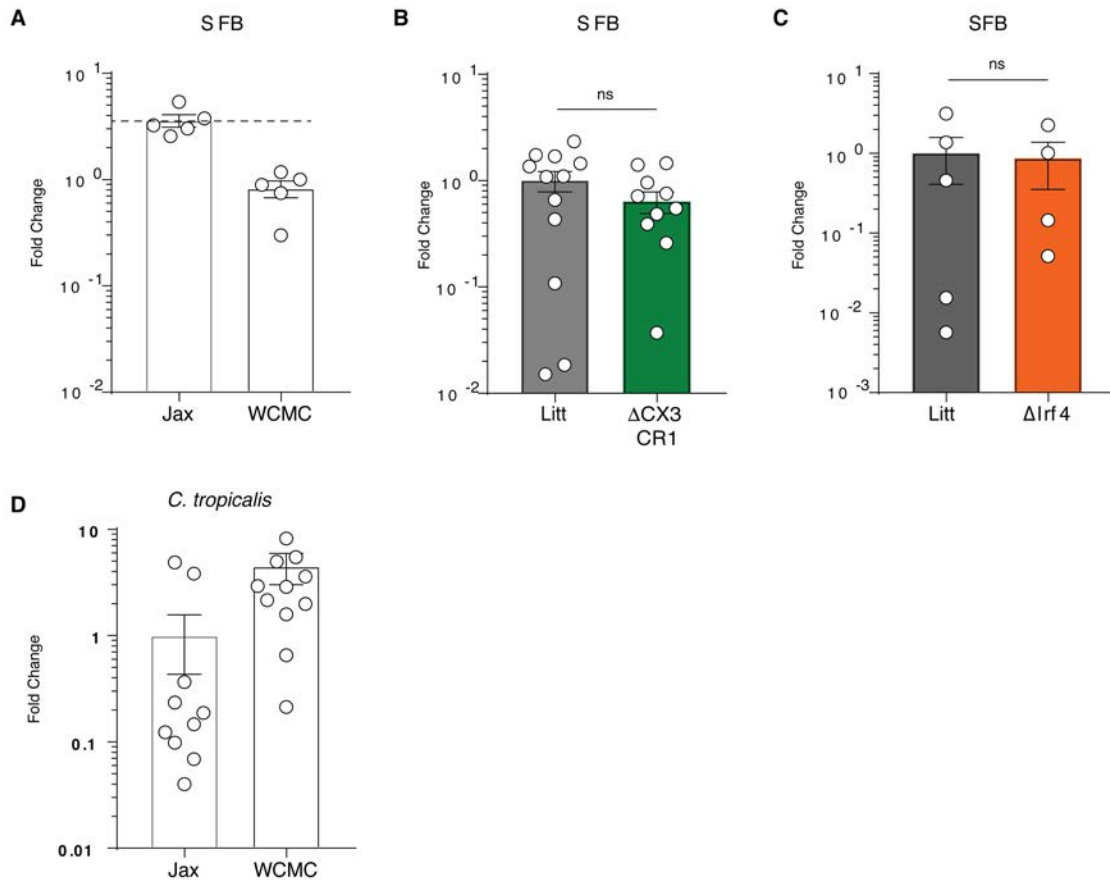 A
S FB
Fold Change
10 1
10 0
10 -1
10 -2
Jax
WCMC
B
S FB
ns
Fold Change
10 1
10 0
10 -1
10 -2
Litt
ΔCX3
CR1
C
SFB
ns
Fold Change
10 1
10 0
10 -1
10 -2
10 -3
Litt
ΔIrf4
D
C. tropicalis
Fold Change
10
1
0.1
0.01
Jax
WCMC